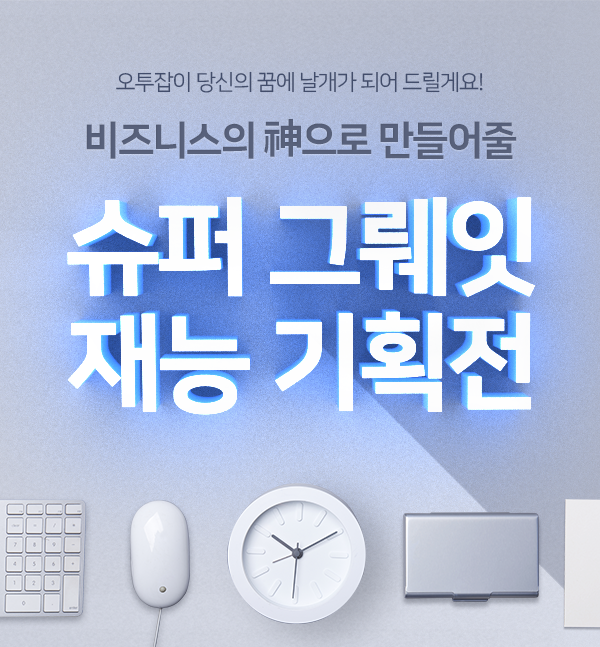 오투잡이 당신의 꿈에 날개가 되어 드릴게요!
비즈니스의 神으로 만들어줄
슈퍼 그뤠잇
재능 기획전